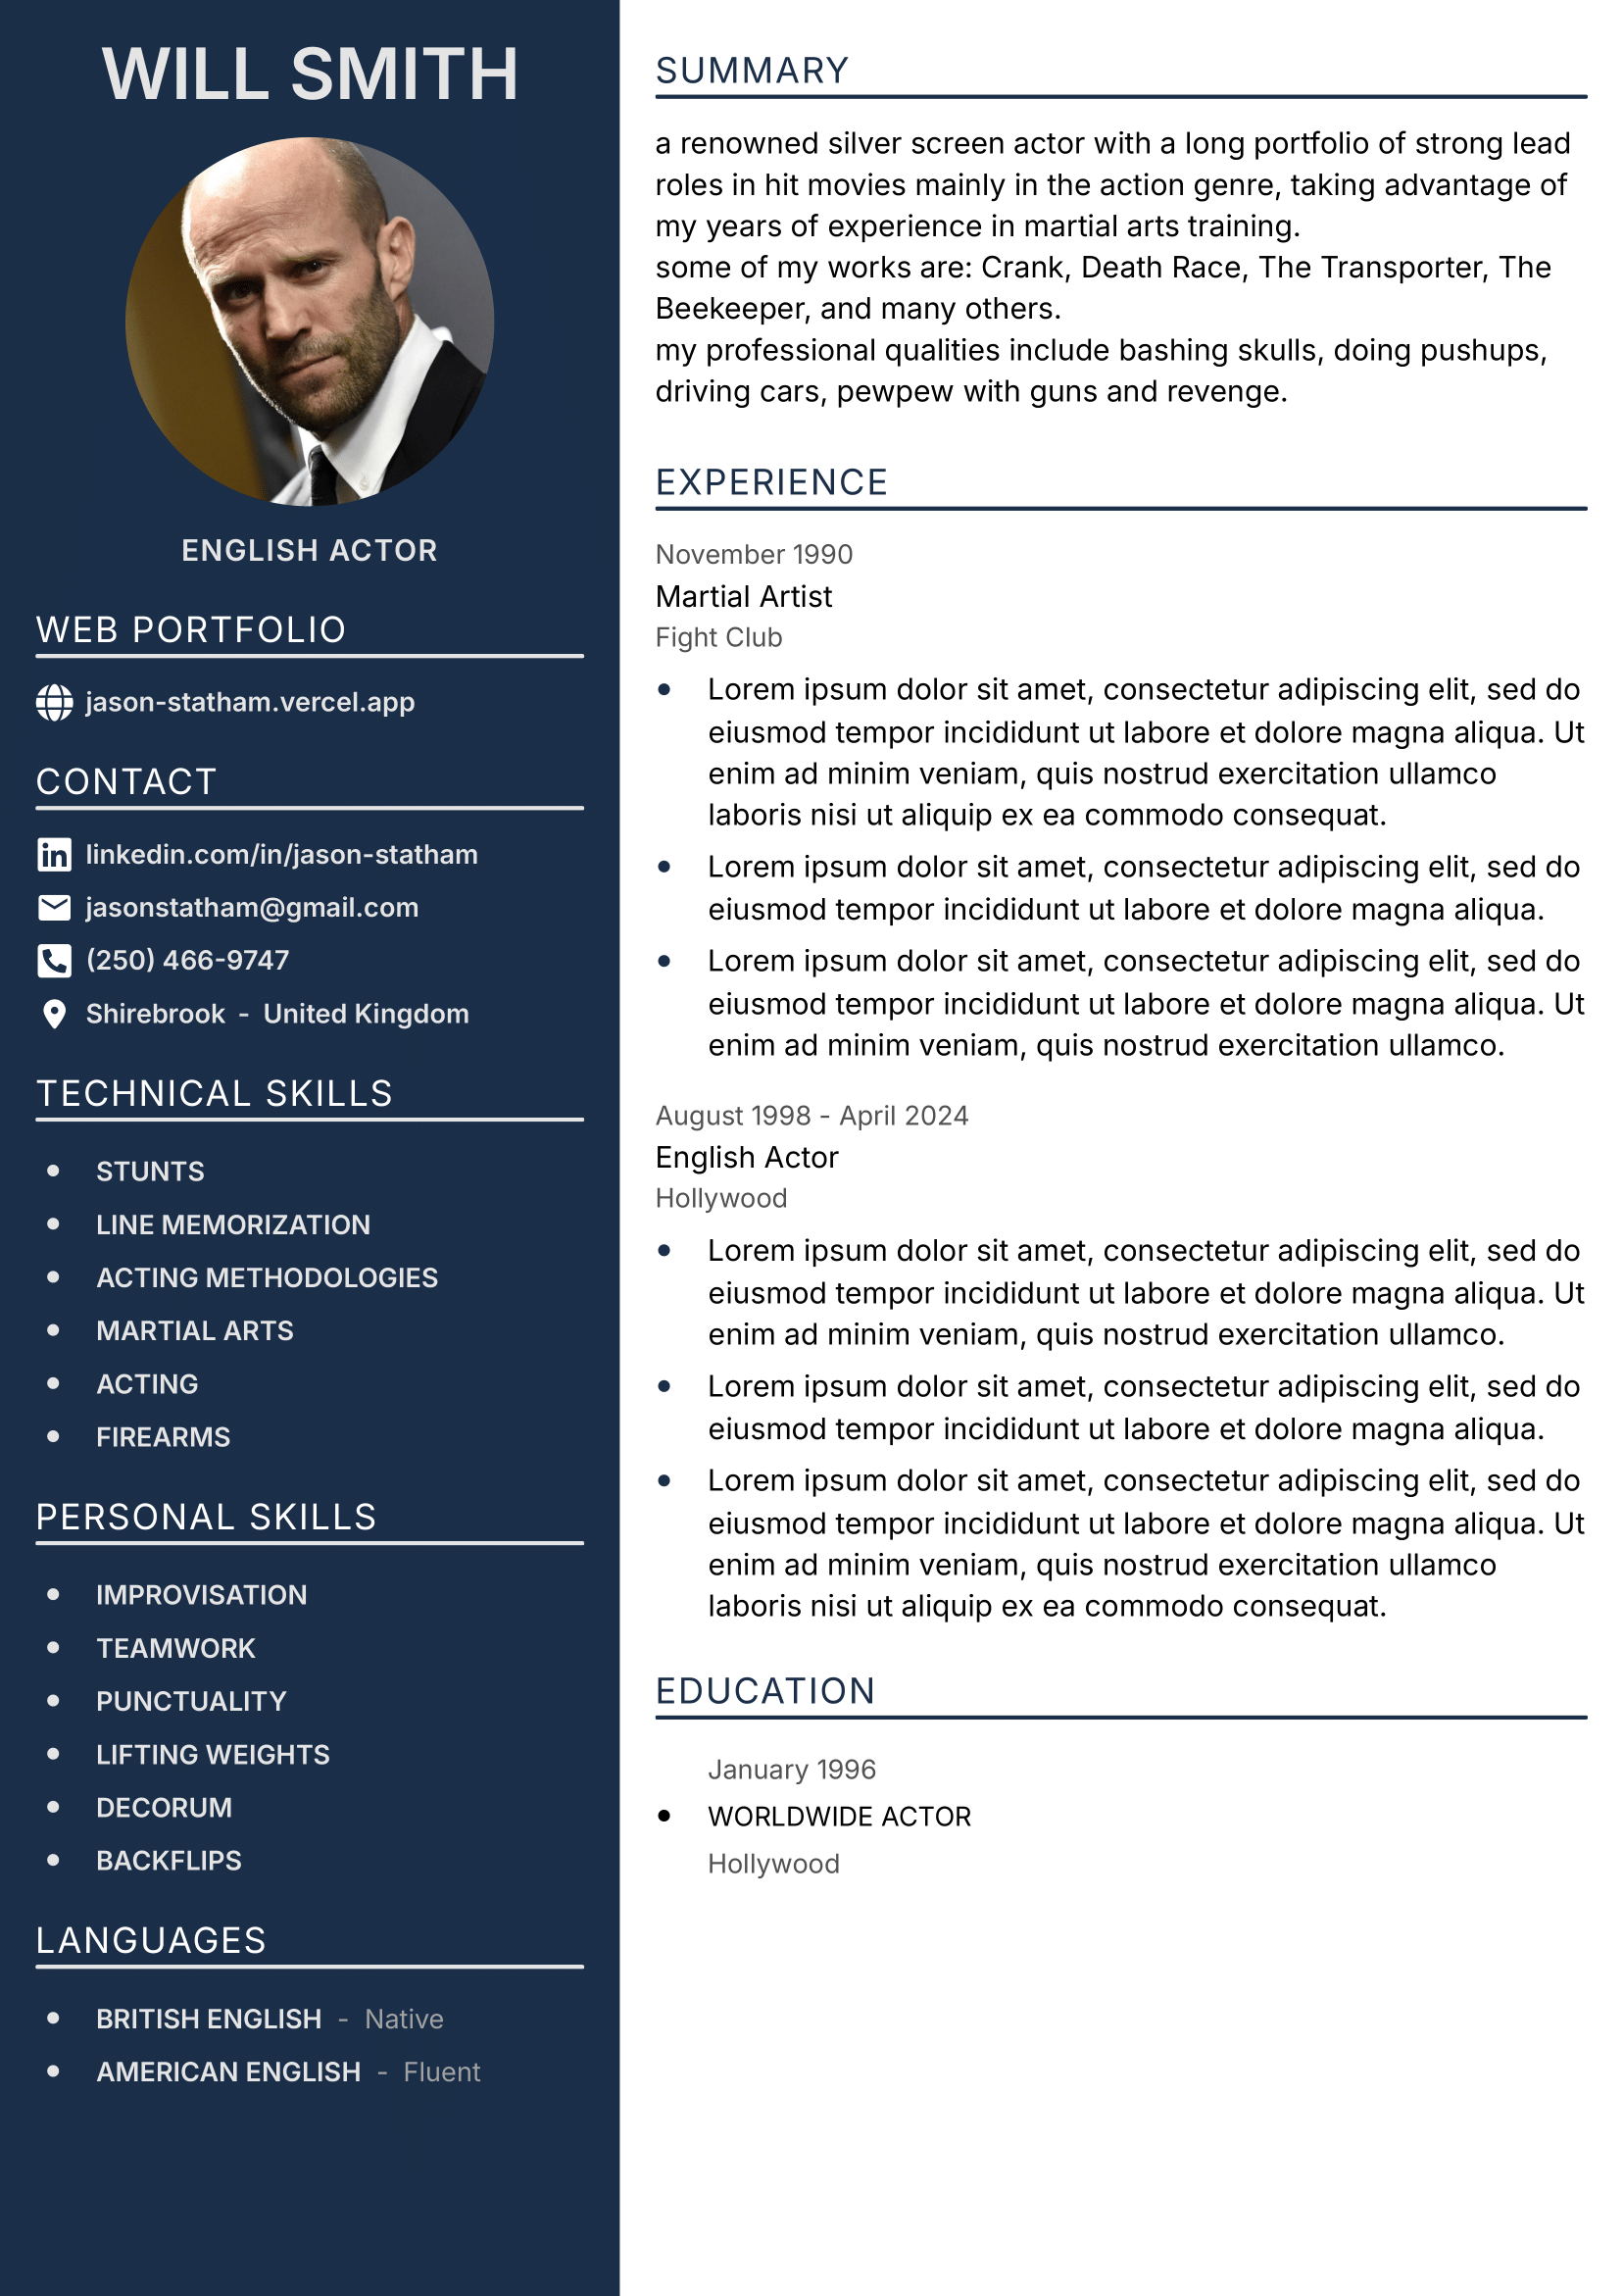 WILL SMITH
ENGLISH ACTOR
WEB PORTFOLIO
jason-statham.vercel.app
CONTACT
linkedin.com/in/jason-statham
jasonstatham@gmail.com
(250) 466-9747
Shirebrook - United Kingdom
TECHNICAL SKILLS
• STUNTS
• LINE MEMORIZATION
• ACTING METHODOLOGIES
• MARTIAL ARTS
• ACTING
• FIREARMS
PERSONAL SKILLS
• IMPROVISATION
• TEAMWORK
• PUNCTUALITY
• LIFTING WEIGHTS
• DECORUM
• BACKFLIPS
LANGUAGES
• BRITISH ENGLISH - Native
• AMERICAN ENGLISH - Fluent
SUMMARY
a renowned silver screen actor with a long portfolio of strong lead
roles in hit movies mainly in the action genre, taking advantage of
my years of experience in martial arts training.
some of my works are: Crank, Death Race, The Transporter, The
Beekeeper, and many others.
my professional qualities include bashing skulls, doing pushups,
driving cars, pewpew with guns and revenge.
EXPERIENCE
November 1990
Martial Artist
Fight Club
• Lorem ipsum dolor sit amet, consectetur adipiscing elit, sed do
eiusmod tempor incididunt ut labore et dolore magna aliqua. Ut
enim ad minim veniam, quis nostrud exercitation ullamco
laboris nisi ut aliquip ex ea commodo consequat.
• Lorem ipsum dolor sit amet, consectetur adipiscing elit, sed do
eiusmod tempor incididunt ut labore et dolore magna aliqua.
• Lorem ipsum dolor sit amet, consectetur adipiscing elit, sed do
eiusmod tempor incididunt ut labore et dolore magna aliqua. Ut
enim ad minim veniam, quis nostrud exercitation ullamco.
August 1998 - April 2024
English Actor
Hollywood
• Lorem ipsum dolor sit amet, consectetur adipiscing elit, sed do
eiusmod tempor incididunt ut labore et dolore magna aliqua. Ut
enim ad minim veniam, quis nostrud exercitation ullamco.
• Lorem ipsum dolor sit amet, consectetur adipiscing elit, sed do
eiusmod tempor incididunt ut labore et dolore magna aliqua.
• Lorem ipsum dolor sit amet, consectetur adipiscing elit, sed do
eiusmod tempor incididunt ut labore et dolore magna aliqua. Ut
enim ad minim veniam, quis nostrud exercitation ullamco
laboris nisi ut aliquip ex ea commodo consequat.
EDUCATION
January 1996
• WORLDWIDE ACTOR
Hollywood